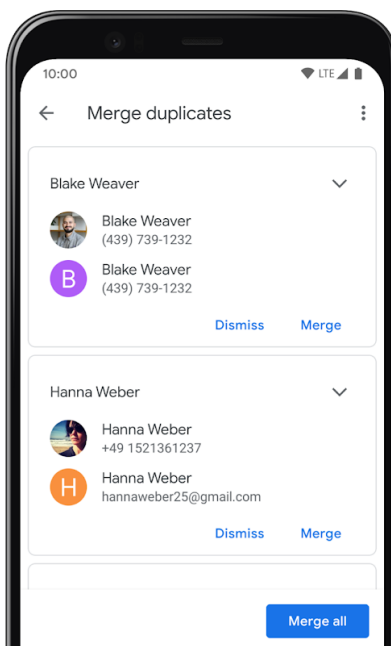 10:00 LTE
Merge duplicates
Blake Weaver
Blake Weaver
(439) 739-1232
B
Blake Weaver
(439) 739-1232
Dismiss Merge
Hanna Weber
Hanna Weber
+49 1521361237
H
Hanna Weber
hannaweber25@gmail.com
Dismiss Merge
Merge all